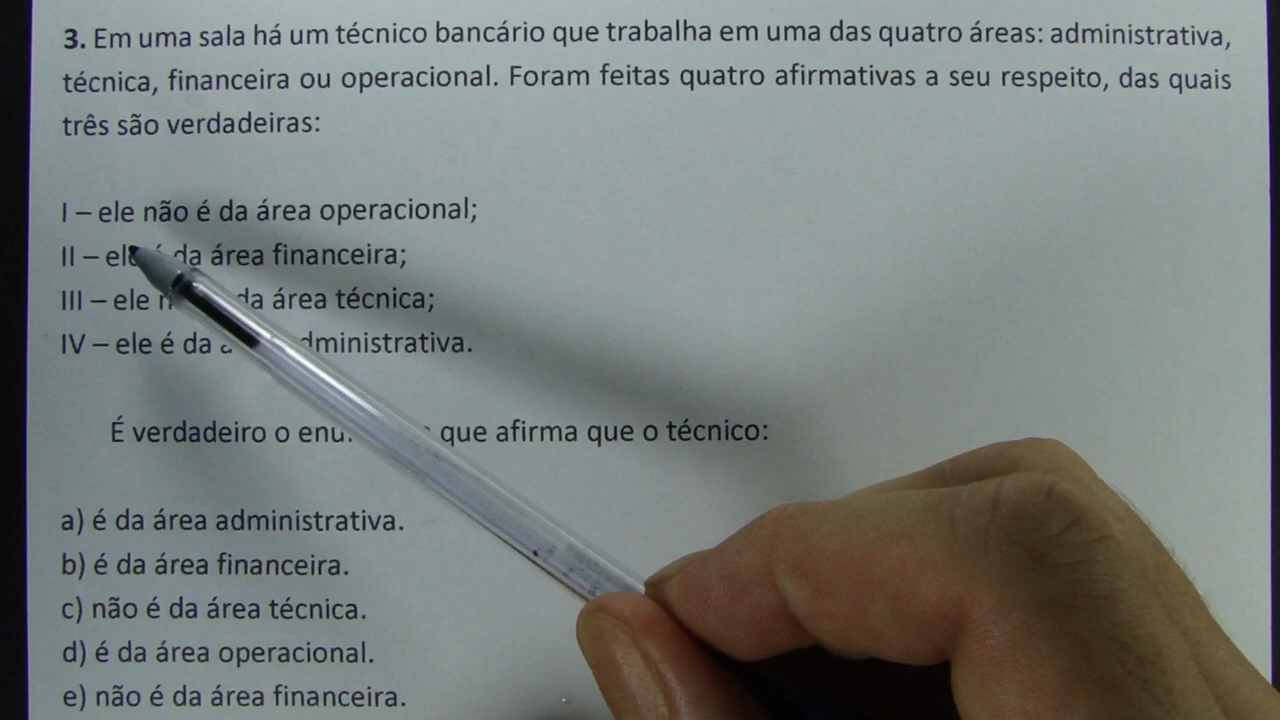 3. Em uma sala há um técnico bancário que trabalha em uma das quatro áreas: administrativa,
técnica, financeira ou operacional. Foram feitas quatro afirmativas a seu respeito, das quais
três são verdadeiras:
I – ele não é da área operacional;
II – ele é da área financeira;
III – ele da área técnica;
IV – ele é da administrativa.
É verdadeiro o que afirma que o técnico:
a) é da área administrativa.
b) é da área financeira.
c) não é da área técnica.
d) é da área operacional.
e) não é da área financeira.